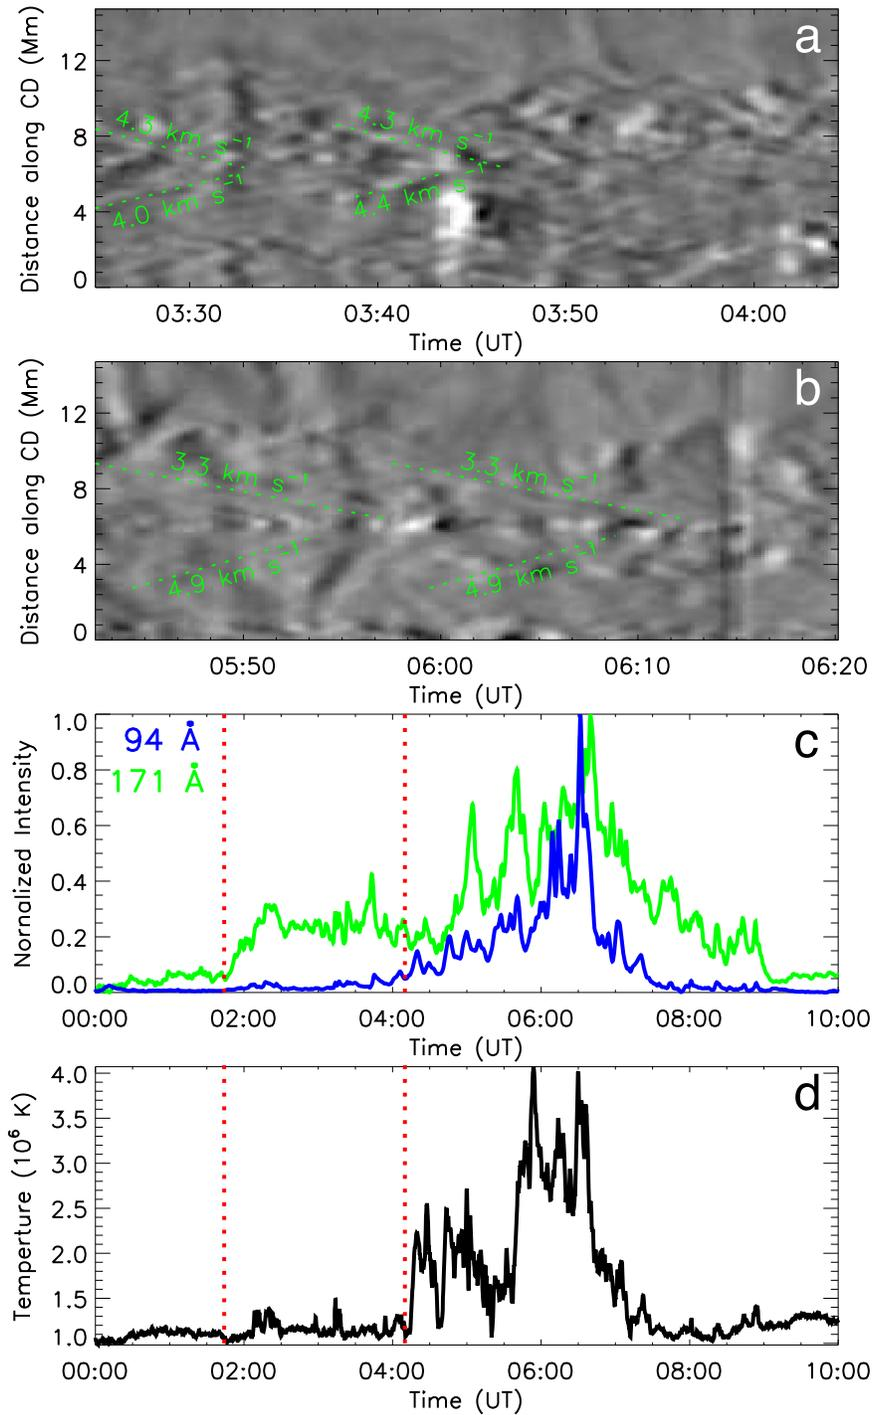 a
Distance along CD (Mm)
12
8
4
0
4.3 km s⁻¹
4.3 km s⁻¹
4.0 km s⁻¹
4.4 km s⁻¹
03:30 03:40 03:50 04:00
Time (UT)
b
Distance along CD (Mm)
12
8
4
0
3.3 km s⁻¹
3.3 km s⁻¹
4.9 km s⁻¹
4.9 km s⁻¹
05:50 06:00 06:10 06:20
Time (UT)
c
94 Å
171 Å
Normalized Intensity
1.0
0.8
0.6
0.4
0.2
0.0
00:00 02:00 04:00 06:00 08:00 10:00
Time (UT)
d
Temperture (10⁶ K)
4.0
3.5
3.0
2.5
2.0
1.5
1.0
00:00 02:00 04:00 06:00 08:00 10:00
Time (UT)